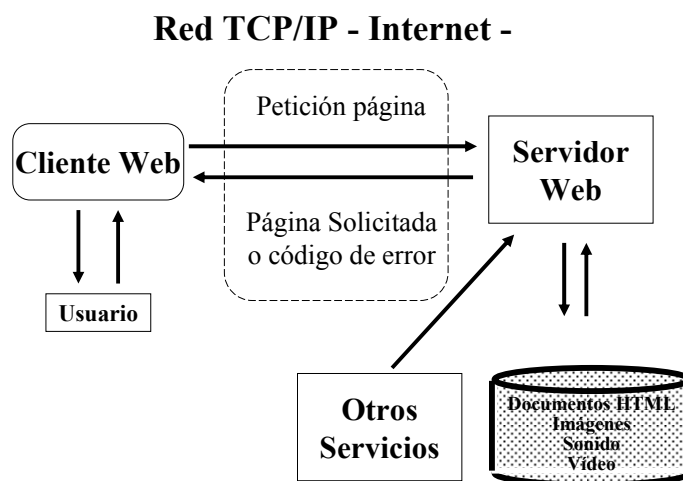 Red TCP/IP - Internet -
Petición página
Cliente Web
Servidor
Web
Página Solicitada
o código de error
Usuario
Otros
Servicios
Documentos HTML
Imágenes
Sonido
Vídeo